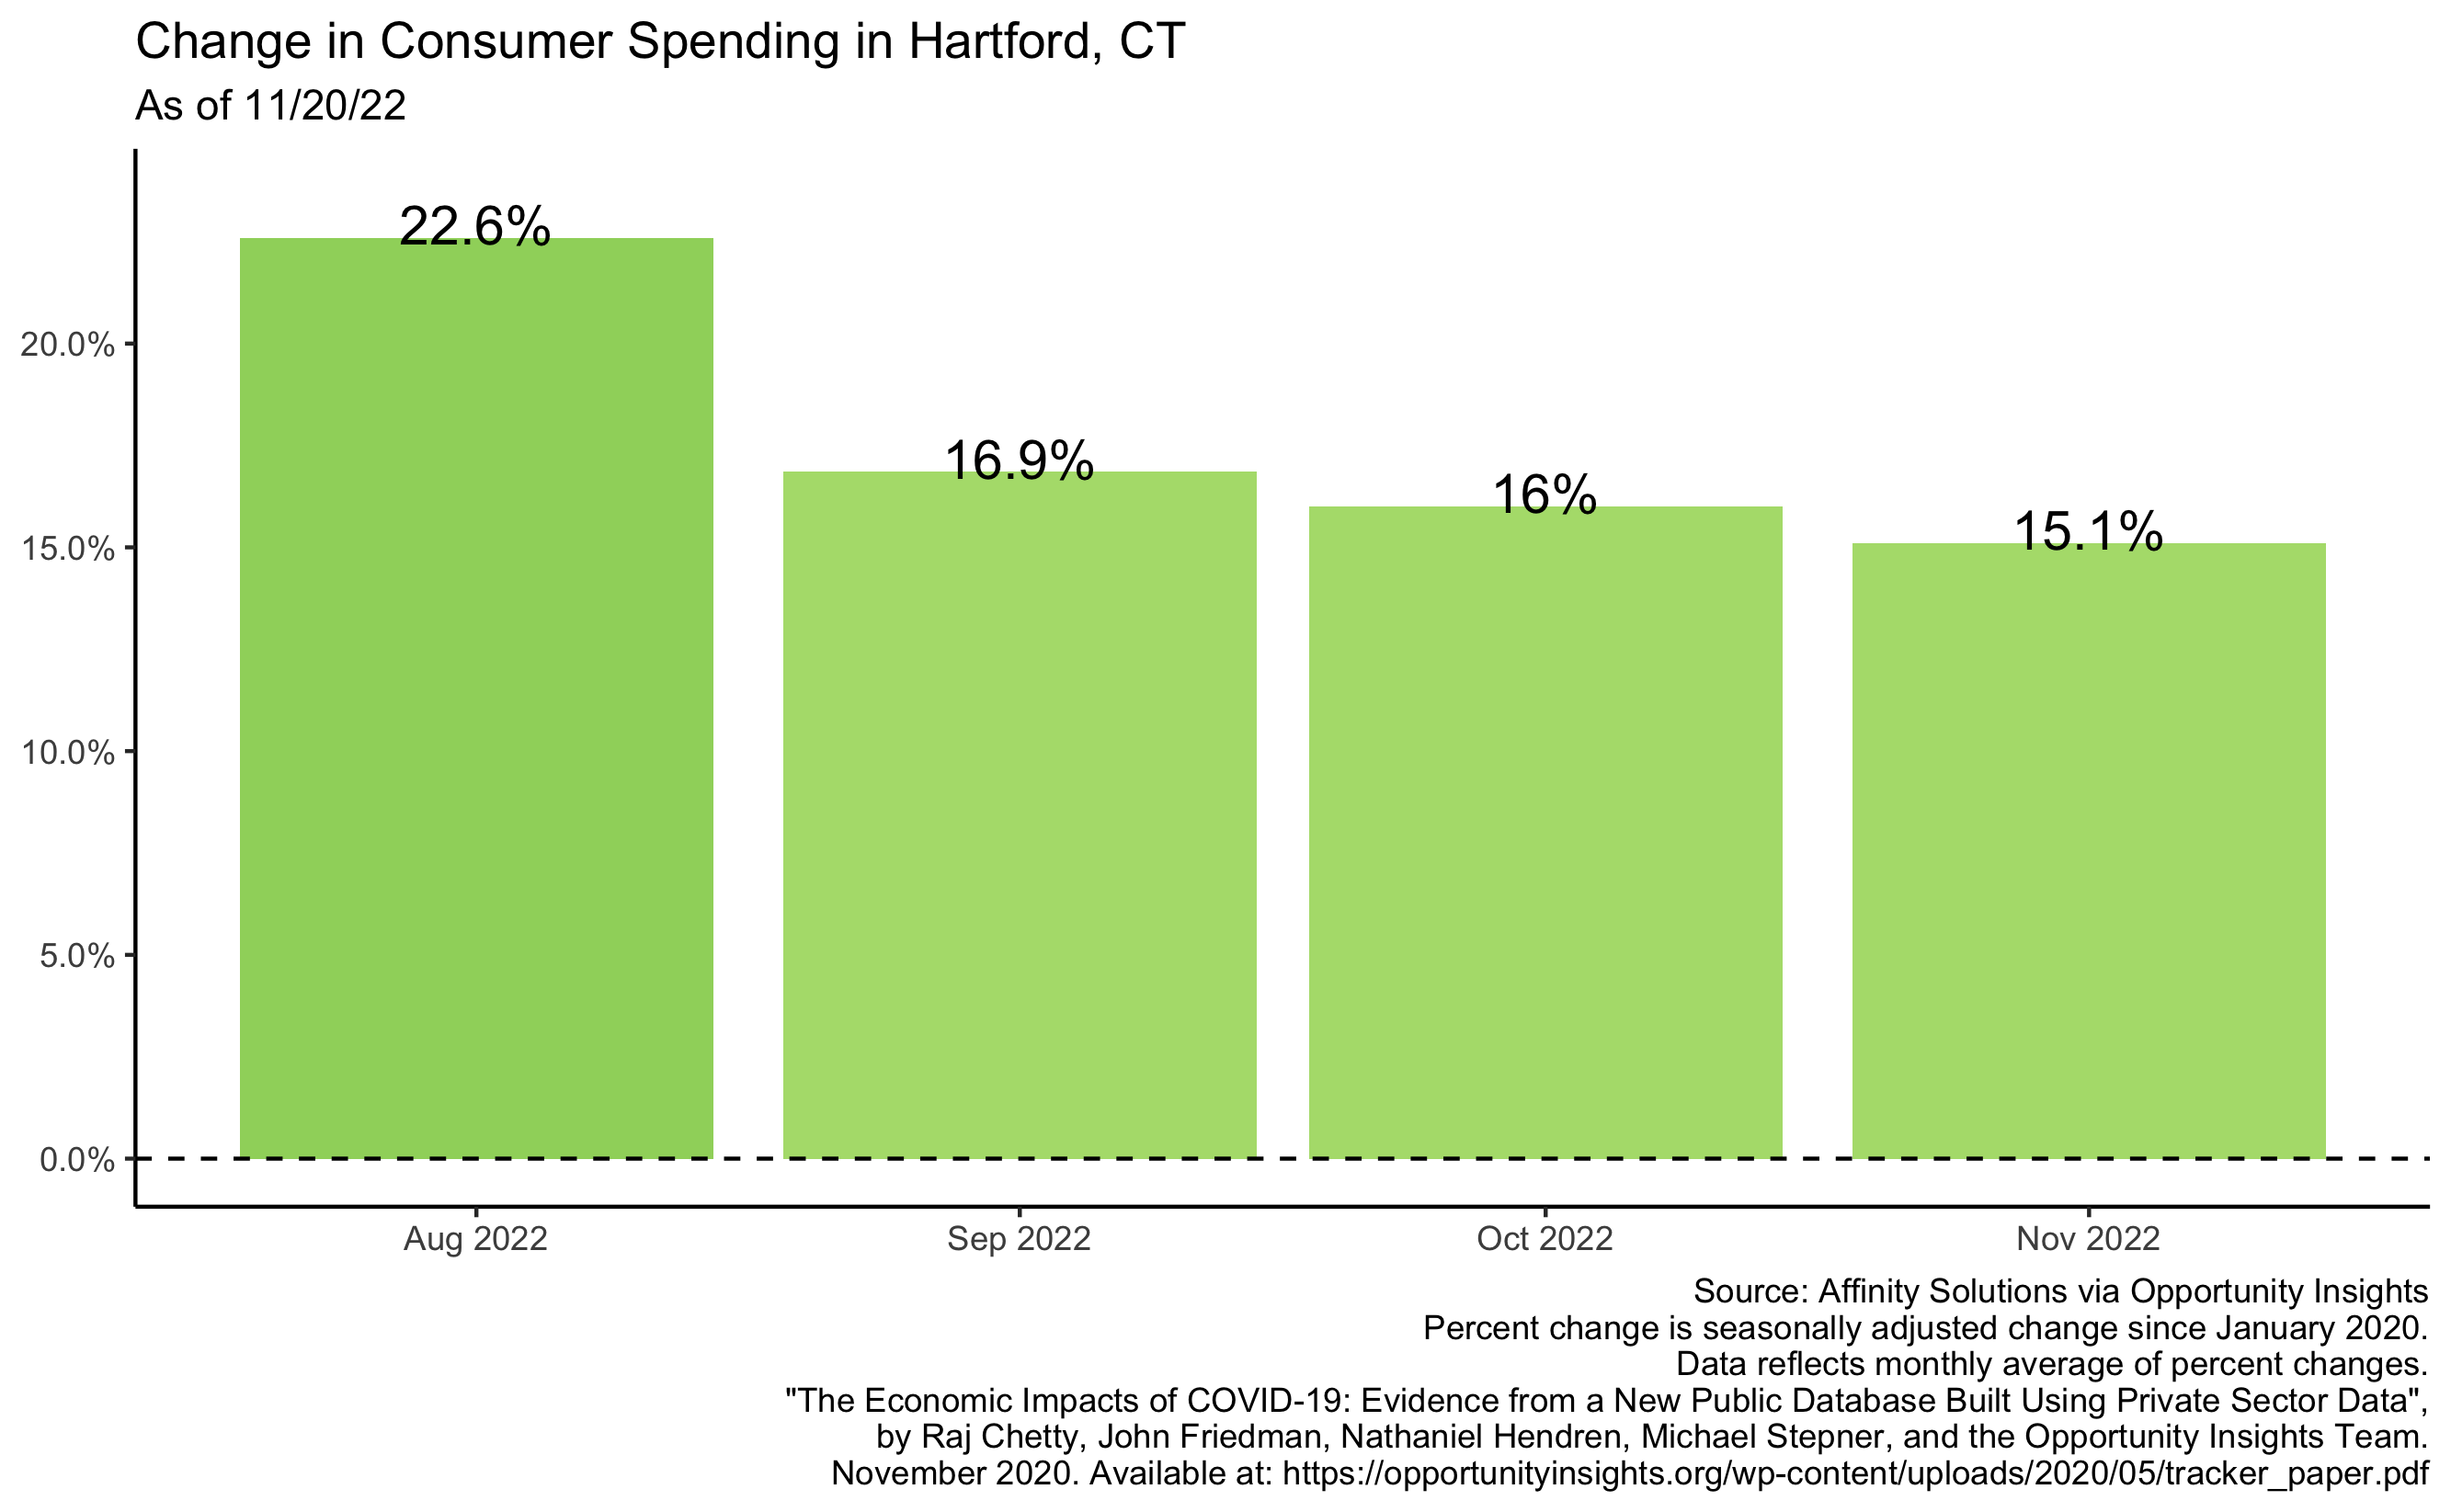 Change in Consumer Spending in Hartford, CT
As of 11/20/22
22.6%
16.9%
16%
15.1%
20.0%
15.0%
10.0%
5.0%
0.0%
Aug 2022
Sep 2022
Oct 2022
Nov 2022
Source: Affinity Solutions via Opportunity Insights
Percent change is seasonally adjusted change since January 2020.
Data reflects monthly average of percent changes.
"The Economic Impacts of COVID-19: Evidence from a New Public Database Built Using Private Sector Data",
by Raj Chetty, John Friedman, Nathaniel Hendren, Michael Stepner, and the Opportunity Insights Team.
November 2020. Available at: https://opportunityinsights.org/wp-content/uploads/2020/05/tracker_paper.pdf